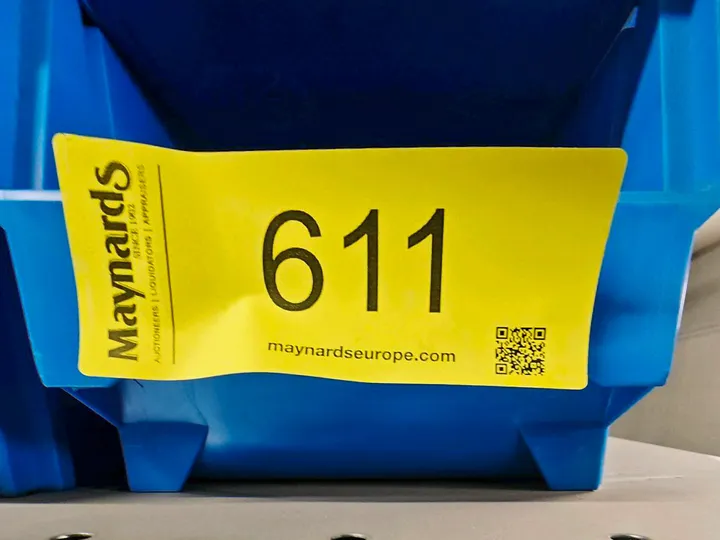 Maynards
SINCE 1902
AUCTIONEERS | LIQUIDATORS | APPRAISERS
611
maynardseurope.com